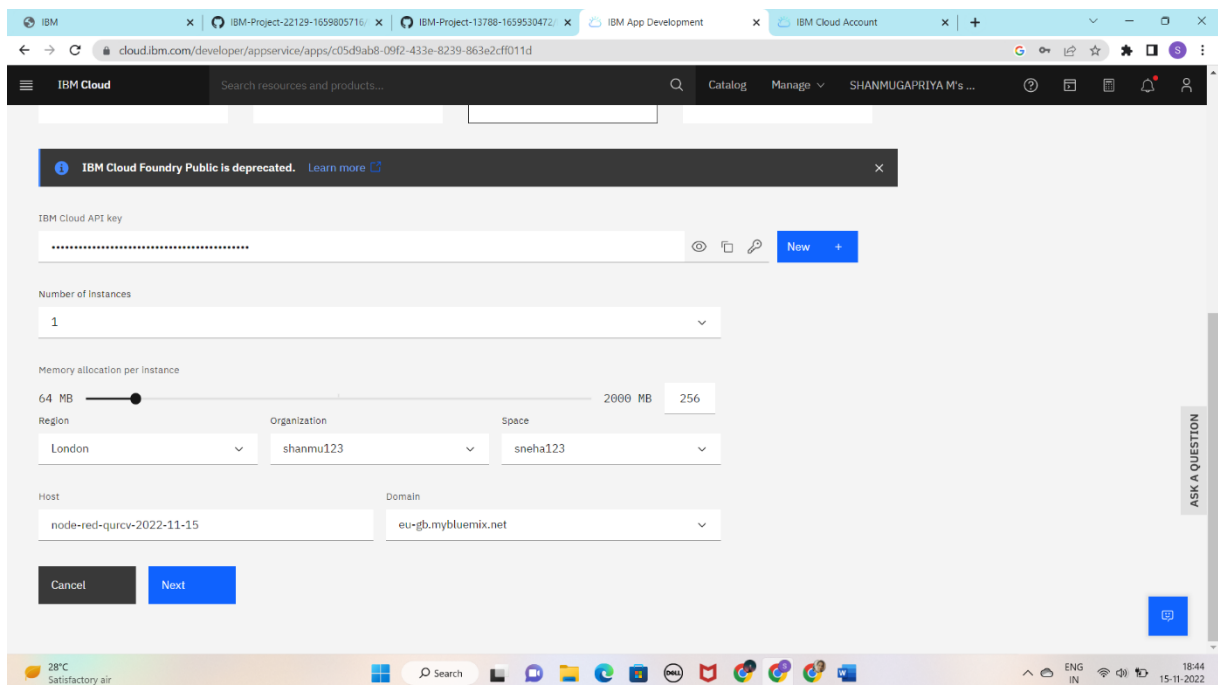 IBM
IBM-Project-22129-1659805716/
IBM-Project-13788-1659530472/
IBM App Development
IBM Cloud Account
cloud.ibm.com/developer/appservice/apps/c05d9ab8-09f2-433e-8239-863e2cff011d
S
IBM Cloud
Search resources and products...
Catalog
Manage
SHANMUGAPRIYA M's ...
IBM Cloud Foundry Public is deprecated. Learn more
IBM Cloud API key
New +
Number of instances
1
Memory allocation per instance
64 MB
2000 MB
256
Region
Organization
Space
London
shanmu123
sneha123
Host
Domain
node-red-qurcv-2022-11-15
eu-gb.mybluemix.net
Cancel
Next
ASK A QUESTION
28°C
Satisfactory air
Search
DELL
ENG
IN
18:44
15-11-2022